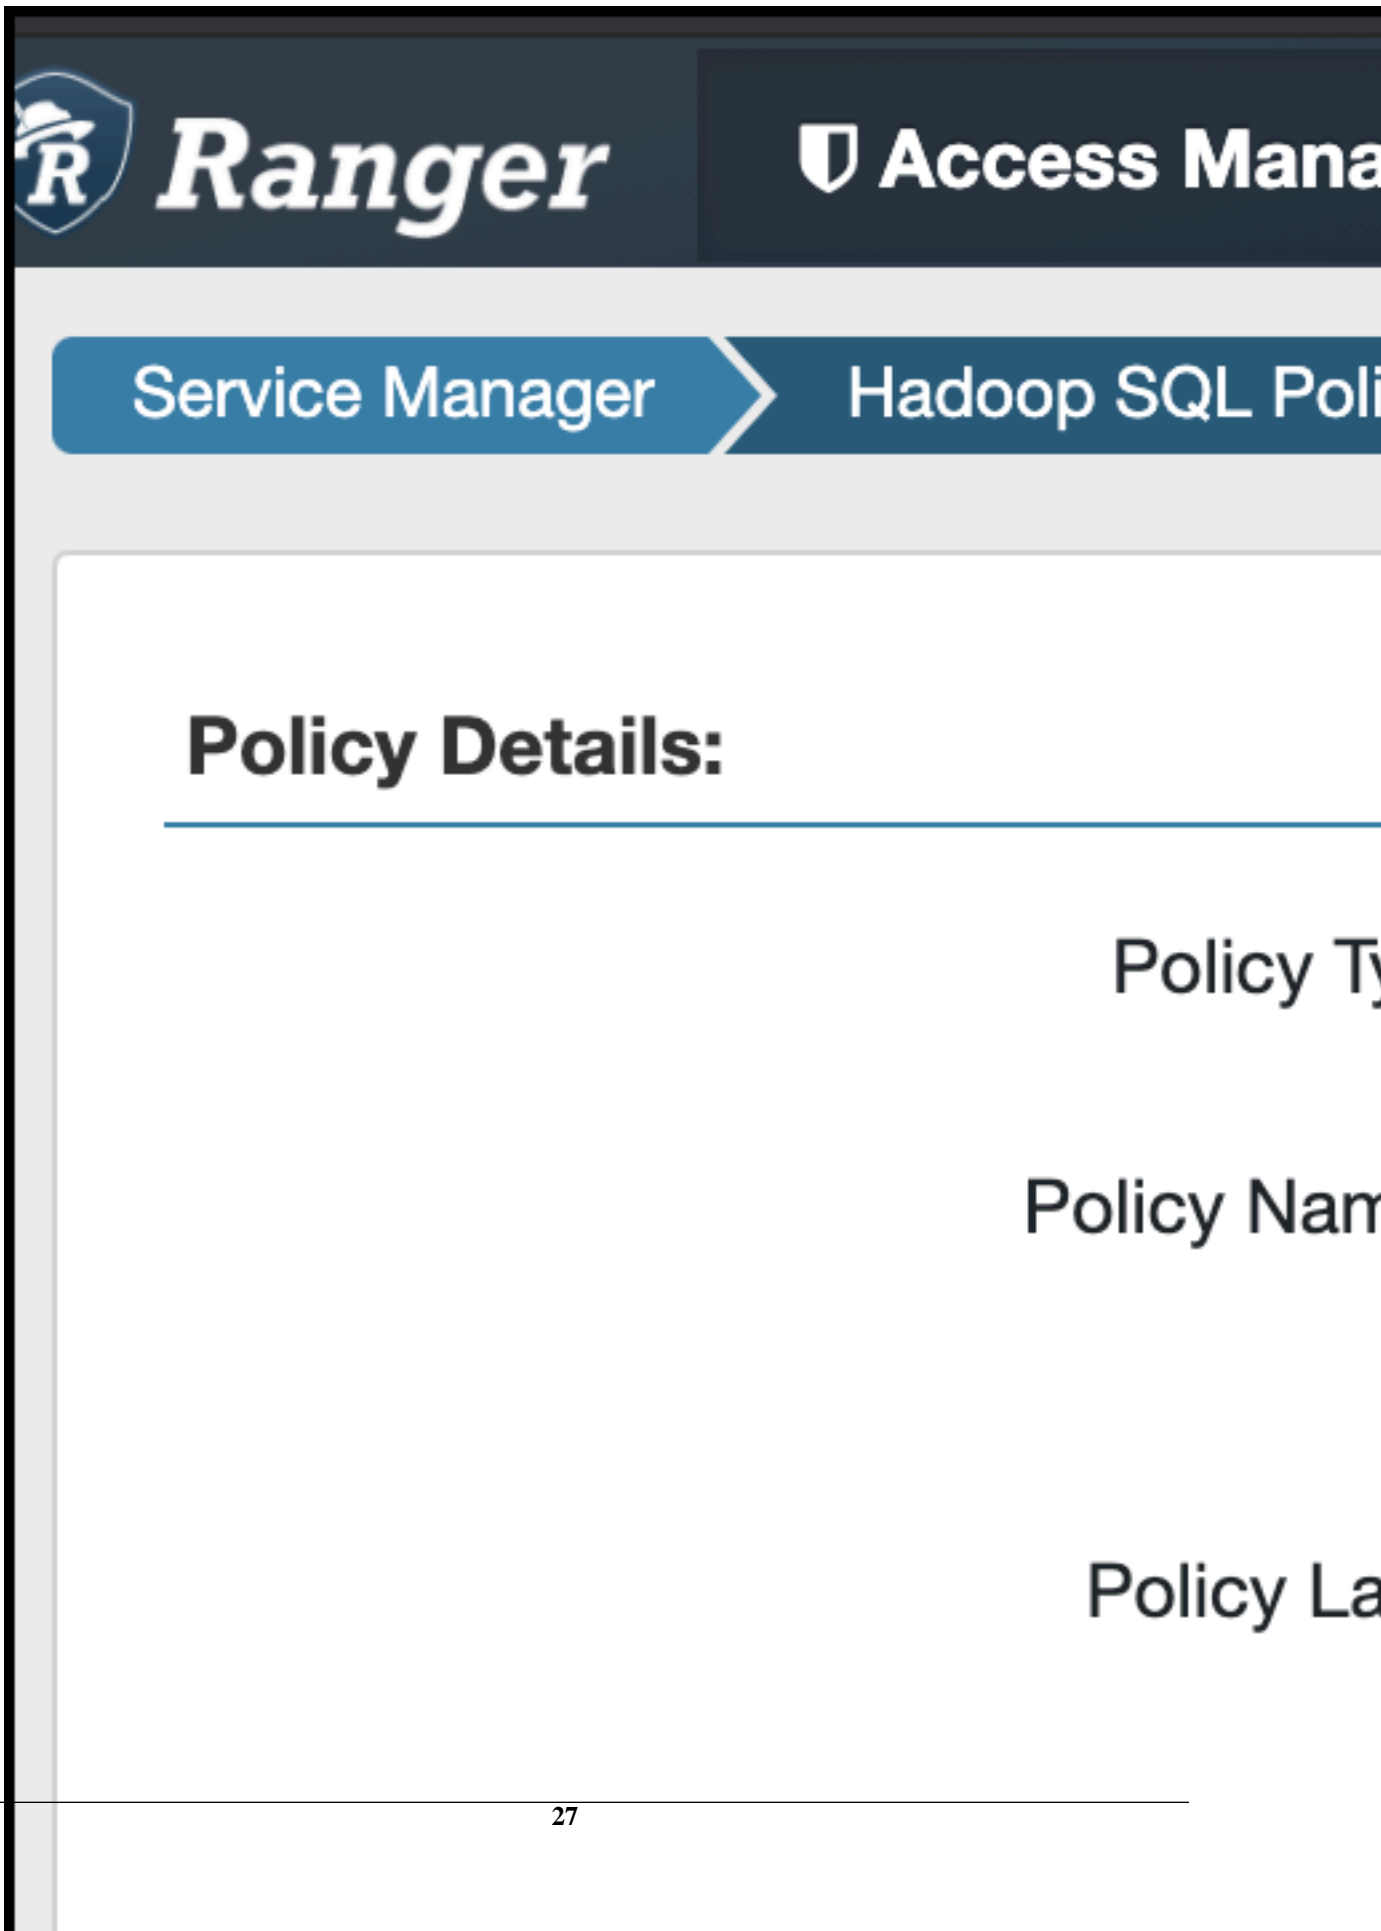 Ranger Access Mana
Service Manager Hadoop SQL Poli
Policy Details:
Policy Ty
Policy Nam
Policy La
27